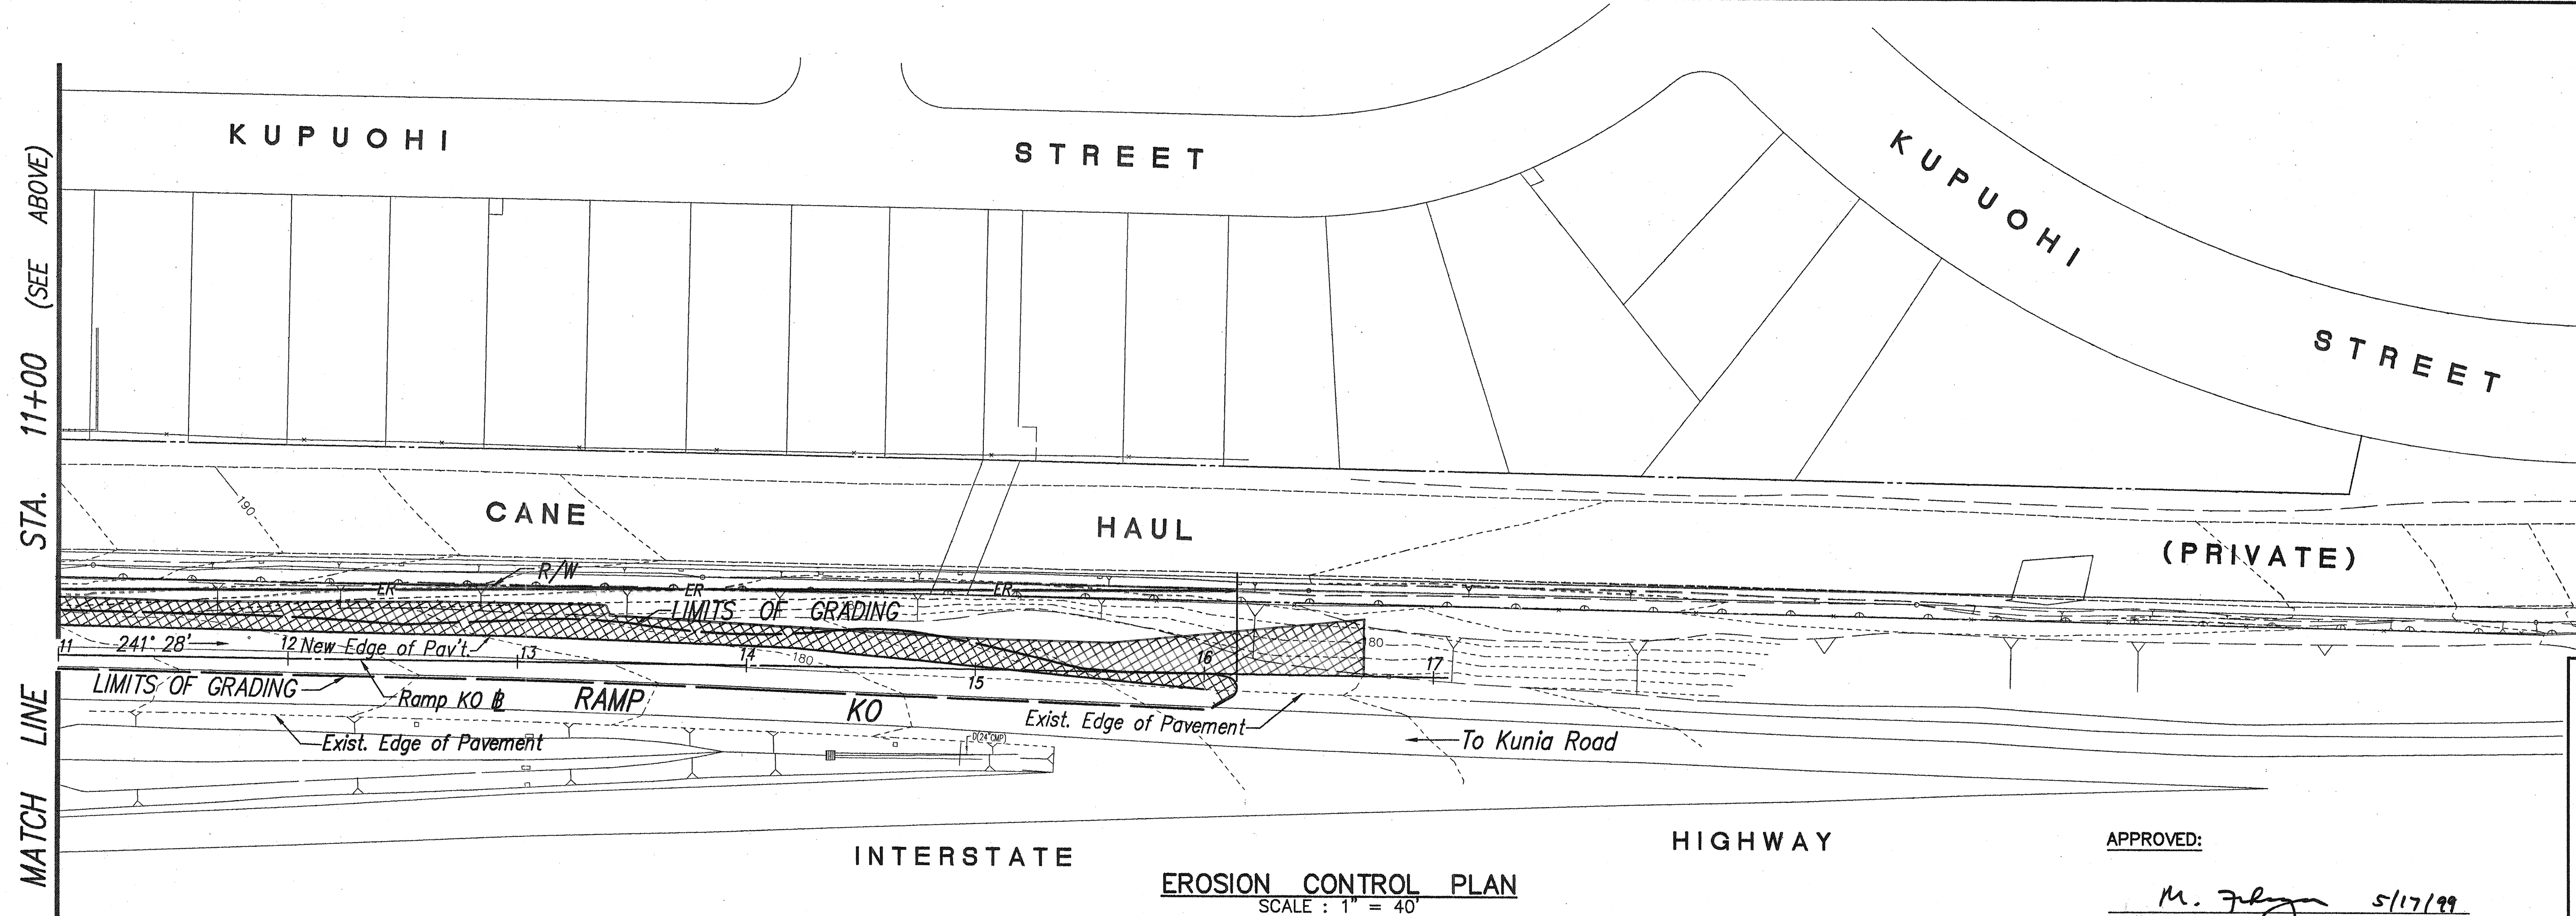 KUPUOHI STREET
KUPUOHI STREET
MATCH LINE STA. 11+00 (SEE ABOVE)
190
CANE HAUL (PRIVATE)
R/W
ER ER ER
LIMITS OF GRADING
11 241° 28' 12 New Edge of Pav't. 13 14 180 15 16 180 17
LIMITS OF GRADING
Ramp KO ℄
RAMP KO
Exist. Edge of Pavement
Exist. Edge of Pavement
D(24"CMP)
To Kunia Road
INTERSTATE HIGHWAY
EROSION CONTROL PLAN
SCALE : 1" = 40'
APPROVED:
M. 5/17/99